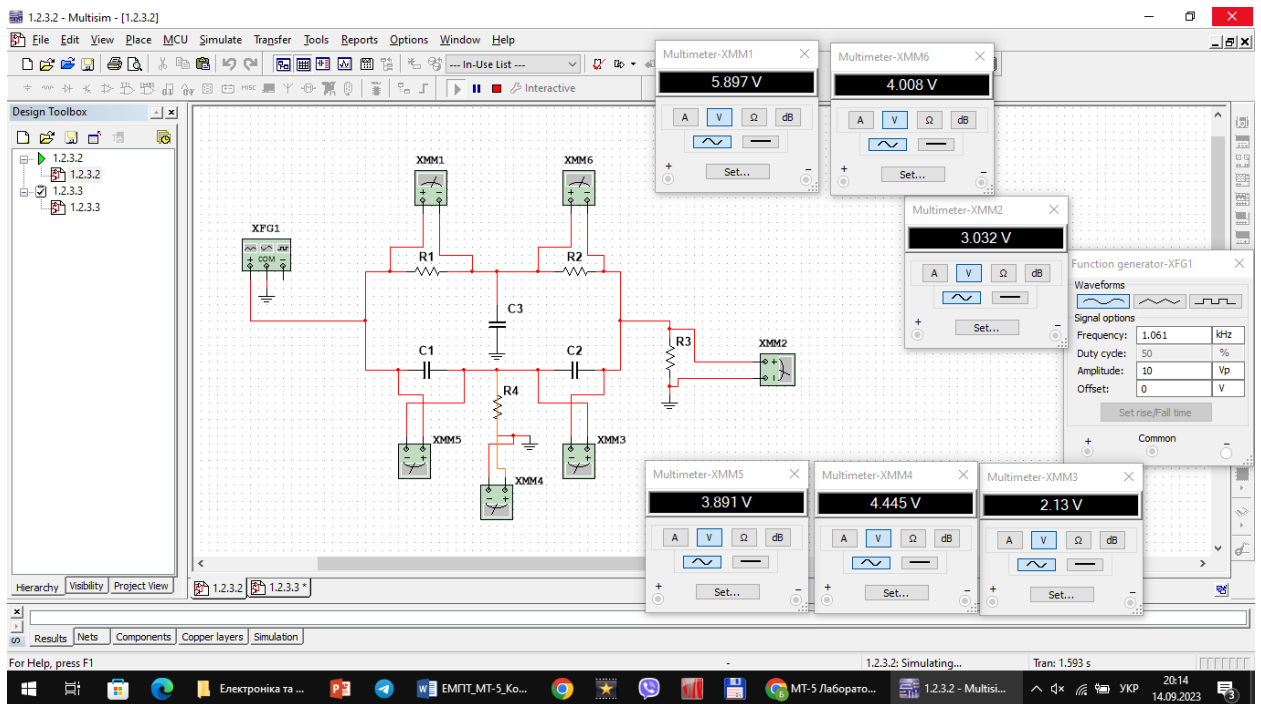 1.2.3.2 - Multisim - [1.2.3.2]
File Edit View Place MCU Simulate Transfer Tools Reports Options Window Help
--- In-Use List ---
Interactive
Design Toolbox
1.2.3.2
1.2.3.2
1.2.3.3
1.2.3.3
Hierarchy Visibility Project View
XMM1
XMM6
XFG1
COM
R1
R2
C3
C1
C2
R3
XMM2
R4
XMM5
XMM3
XMM4
Multimeter-XMM1
5.897 V
A V Ω dB
Set...
Multimeter-XMM6
4.008 V
A V Ω dB
Set...
Multimeter-XMM2
3.032 V
A V Ω dB
Set...
Function generator-XFG1
Waveforms
Signal options
Frequency: 1.061 kHz
Duty cycle: 50 %
Amplitude: 10 Vp
Offset: 0 V
Set rise/Fall time
+ Common -
Multimeter-XMM5
3.891 V
A V Ω dB
Set...
Multimeter-XMM4
4.445 V
A V Ω dB
Set...
Multimeter-XMM3
2.13 V
A V Ω dB
Set...
1.2.3.2 1.2.3.3 *
Results Nets Components Copper layers Simulation
For Help, press F1
-
1.2.3.2: Simulating...
Tran: 1.593 s
Електроніка та ...
ЕМПТ_МТ-5_Ко...
МТ-5 Лаборато...
1.2.3.2 - Multisi...
УКР
20:14
14.09.2023
3